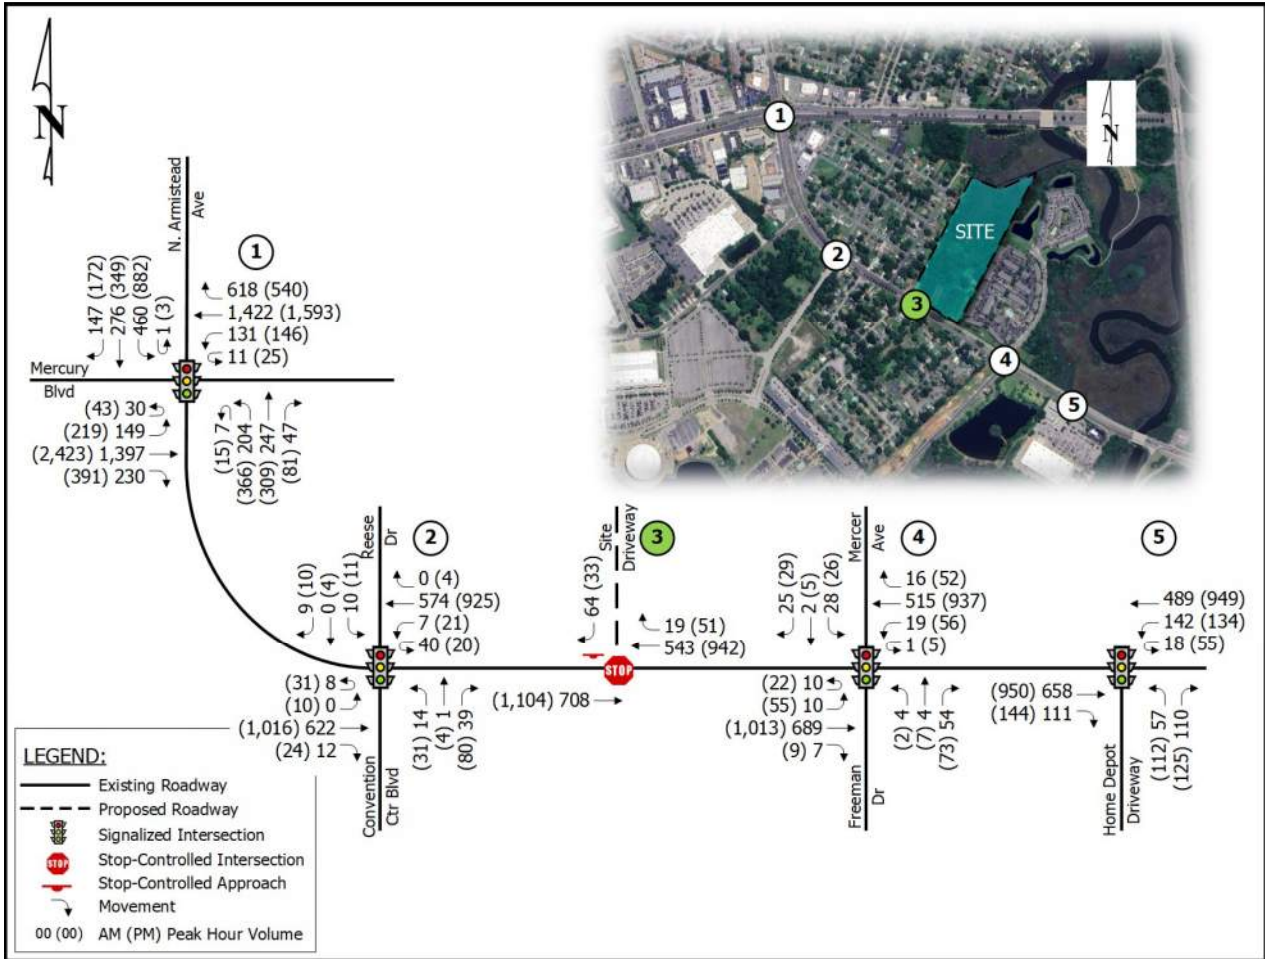 N
N. Armistead
Ave
1
147 (172)
276 (349)
460 (882)
1 (3)
618 (540)
1,422 (1,593)
131 (146)
11 (25)
Mercury
Blvd
(43) 30
(219) 149
(2,423) 1,397
(391) 230
(15) 7
(366) 204
(309) 247
(81) 47
1
2
3
4
5
SITE
N
Reese
Dr
2
9 (10)
0 (4)
10 (11)
0 (4)
574 (925)
7 (21)
40 (20)
(31) 8
(10) 0
(1,016) 622
(24) 12
(31) 14
(4) 1
(80) 39
Convention
Ctr Blvd
Site
Driveway
3
64 (33)
19 (51)
543 (942)
STOP
(1,104) 708
Mercer
Ave
4
25 (29)
2 (5)
28 (26)
16 (52)
515 (937)
19 (56)
1 (5)
(22) 10
(55) 10
(1,013) 689
(9) 7
(2) 4
(7) 4
(73) 54
Freeman
Dr
5
489 (949)
142 (134)
18 (55)
(950) 658
(144) 111
(112) 57
(125) 110
Home Depot
Driveway
LEGEND:
Existing Roadway
Proposed Roadway
Signalized Intersection
STOP
Stop-Controlled Intersection
Stop-Controlled Approach
Movement
00 (00) AM (PM) Peak Hour Volume